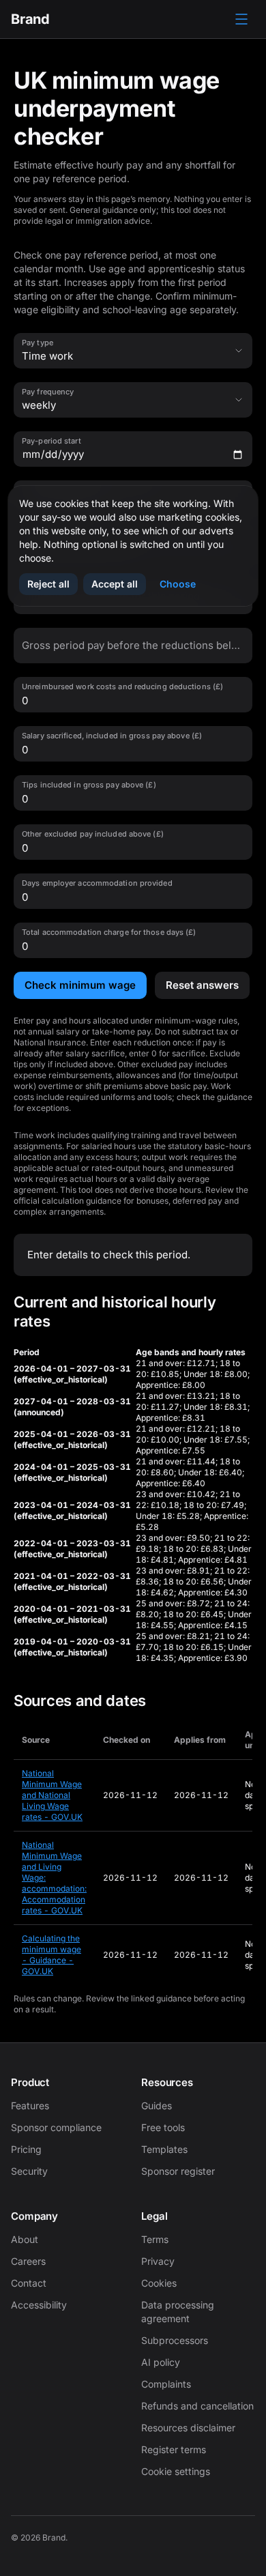 Brand
UK minimum wage
underpayment
checker
Estimate effective hourly pay and any shortfall for
one pay reference period.
Your answers stay in this page's memory. Nothing you enter is
saved or sent. General guidance only; this tool does not
provide legal or immigration advice.
Check one pay reference period, at most one
calendar month. Use age and apprenticeship status
at its start. Increases apply from the first period
starting on or after the change. Confirm minimum-
wage eligibility and school-leaving age separately.
Pay type
Time work
Pay frequency
weekly
Pay-period start
mm/dd/yyyy
We use cookies that keep the site working. With
your say-so we would also use marketing cookies,
on this website only, to see which of our adverts
help. Nothing optional is switched on until you
choose.
Reject all
Accept all
Choose
Gross period pay before the reductions bel...
Unreimbursed work costs and reducing deductions (£)
0
Salary sacrificed, included in gross pay above (£)
0
Tips included in gross pay above (£)
0
Other excluded pay included above (£)
0
Days employer accommodation provided
0
Total accommodation charge for those days (£)
0
Check minimum wage
Reset answers
Enter pay and hours allocated under minimum-wage rules,
not annual salary or take-home pay. Do not subtract tax or
National Insurance. Enter each reduction once: if pay is
already after salary sacrifice, enter 0 for sacrifice. Exclude
tips only if included above. Other excluded pay includes
expense reimbursements, allowances and (for time/output
work) overtime or shift premiums above basic pay. Work
costs include required uniforms and tools; check the guidance
for exceptions.
Time work includes qualifying training and travel between
assignments. For salaried hours use the statutory basic-hours
allocation and any excess hours; output work requires the
applicable actual or rated-output hours, and unmeasured
work requires actual hours or a valid daily average
agreement. This tool does not derive those hours. Review the
official calculation guidance for bonuses, deferred pay and
complex arrangements.
Enter details to check this period.
Current and historical hourly
rates
Period
Age bands and hourly rates
2026-04-01 – 2027-03-31
(effective_or_historical)
21 and over: £12.71; 18 to
20: £10.85; Under 18: £8.00;
Apprentice: £8.00
2027-04-01 – 2028-03-31
(announced)
21 and over: £13.21; 18 to
20: £11.27; Under 18: £8.31;
Apprentice: £8.31
2025-04-01 – 2026-03-31
(effective_or_historical)
21 and over: £12.21; 18 to
20: £10.00; Under 18: £7.55;
Apprentice: £7.55
2024-04-01 – 2025-03-31
(effective_or_historical)
21 and over: £11.44; 18 to
20: £8.60; Under 18: £6.40;
Apprentice: £6.40
2023-04-01 – 2024-03-31
(effective_or_historical)
23 and over: £10.42; 21 to
22: £10.18; 18 to 20: £7.49;
Under 18: £5.28; Apprentice:
£5.28
2022-04-01 – 2023-03-31
(effective_or_historical)
23 and over: £9.50; 21 to 22:
£9.18; 18 to 20: £6.83; Under
18: £4.81; Apprentice: £4.81
2021-04-01 – 2022-03-31
(effective_or_historical)
23 and over: £8.91; 21 to 22:
£8.36; 18 to 20: £6.56; Under
18: £4.62; Apprentice: £4.30
2020-04-01 – 2021-03-31
(effective_or_historical)
25 and over: £8.72; 21 to 24:
£8.20; 18 to 20: £6.45; Under
18: £4.55; Apprentice: £4.15
2019-04-01 – 2020-03-31
(effective_or_historical)
25 and over: £8.21; 21 to 24:
£7.70; 18 to 20: £6.15; Under
18: £4.35; Apprentice: £3.90
Sources and dates
Source
Checked on
Applies from
National
Minimum Wage
and National
Living Wage
rates - GOV.UK
2026-11-12
2026-11-12
National
Minimum Wage
and Living
Wage:
accommodation:
Accommodation
rates - GOV.UK
2026-11-12
2026-11-12
Calculating the
minimum wage
- Guidance -
GOV.UK
2026-11-12
2026-11-12
Rules can change. Review the linked guidance before acting
on a result.
Product
Features
Sponsor compliance
Pricing
Security
Resources
Guides
Free tools
Templates
Sponsor register
Company
About
Careers
Contact
Accessibility
Legal
Terms
Privacy
Cookies
Data processing
agreement
Subprocessors
AI policy
Complaints
Refunds and cancellation
Resources disclaimer
Register terms
Cookie settings
© 2026 Brand.